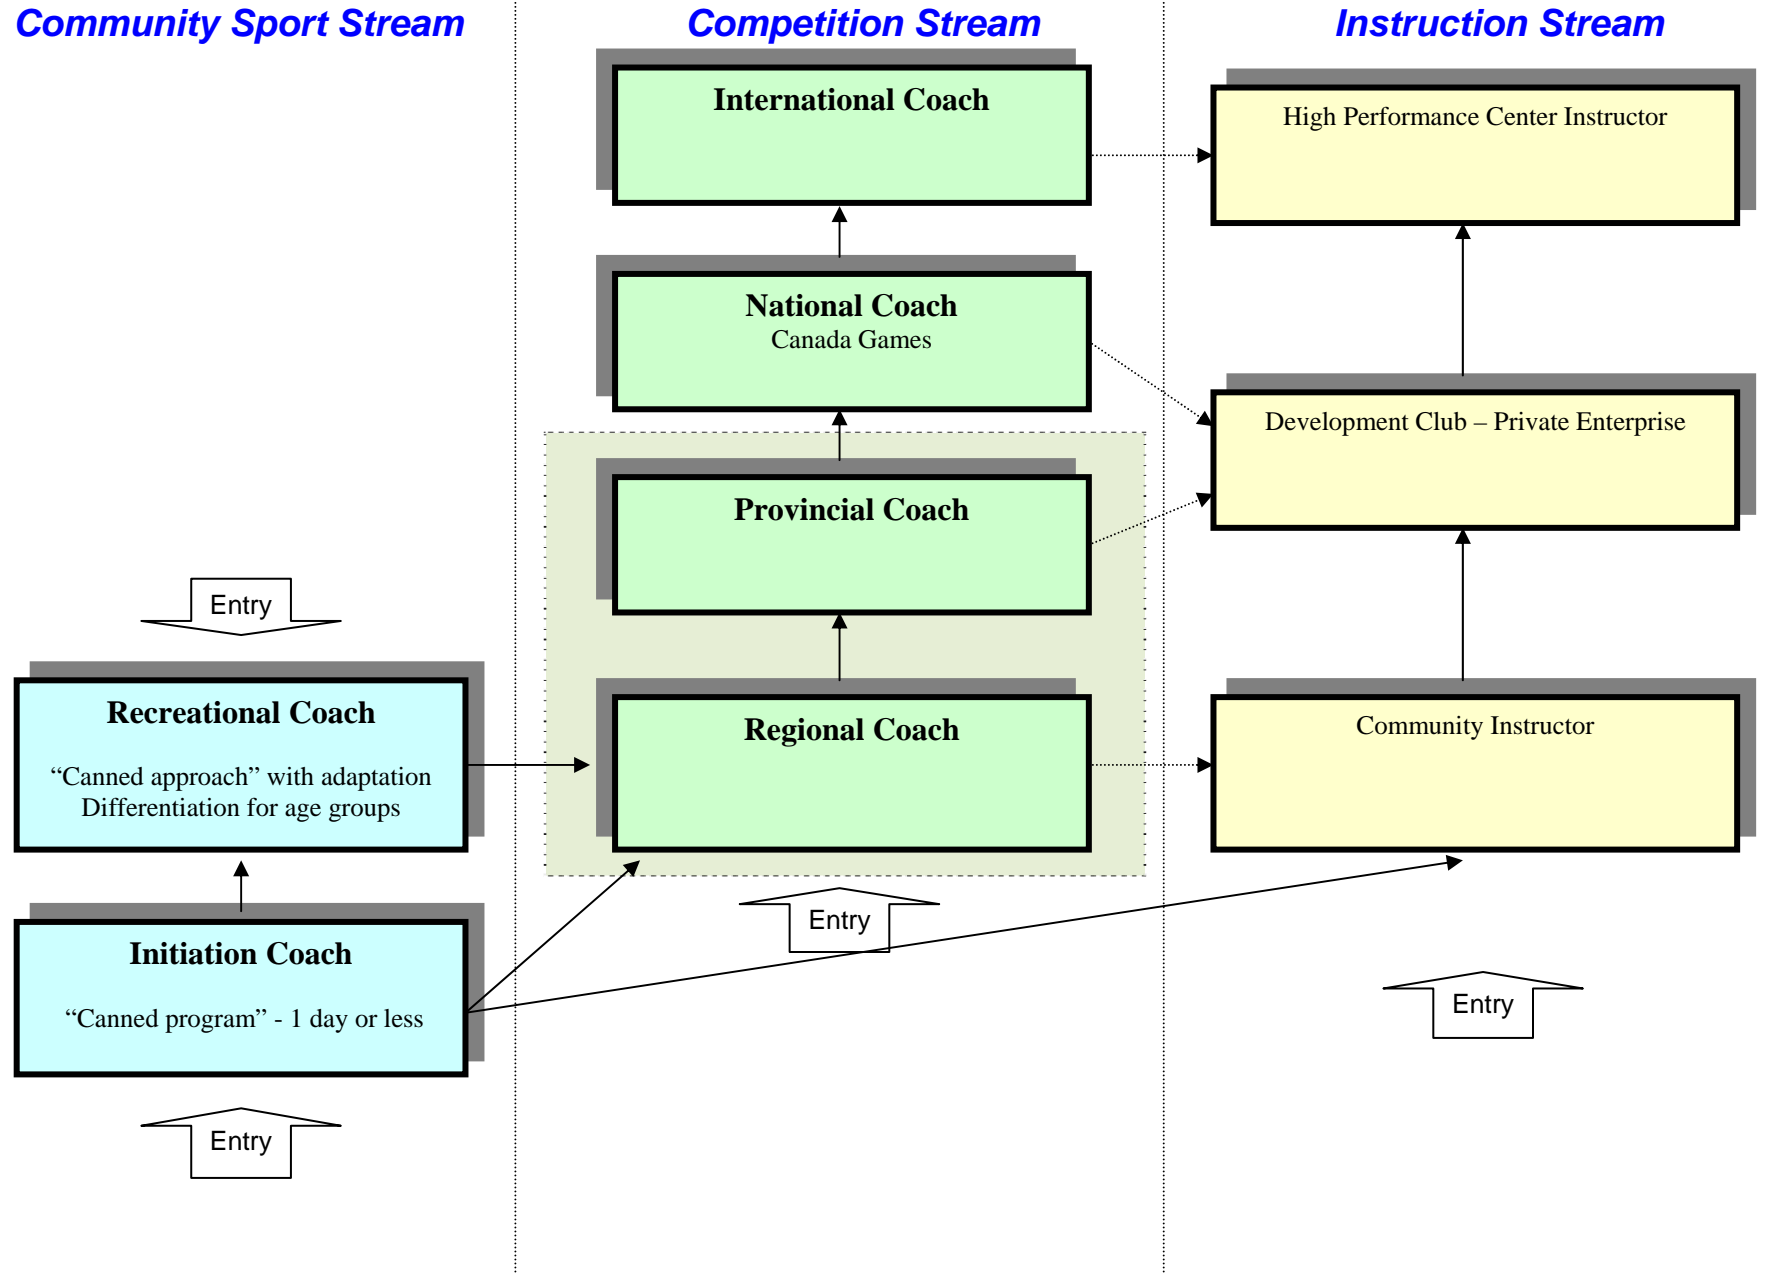 Community Sport Stream
Competition Stream
Instruction Stream
International Coach
High Performance Center Instructor
National Coach
Canada Games
Development Club – Private Enterprise
Provincial Coach
Entry
Recreational Coach
“Canned approach” with adaptation
Differentiation for age groups
Regional Coach
Community Instructor
Entry
Initiation Coach
“Canned program” - 1 day or less
Entry
Entry